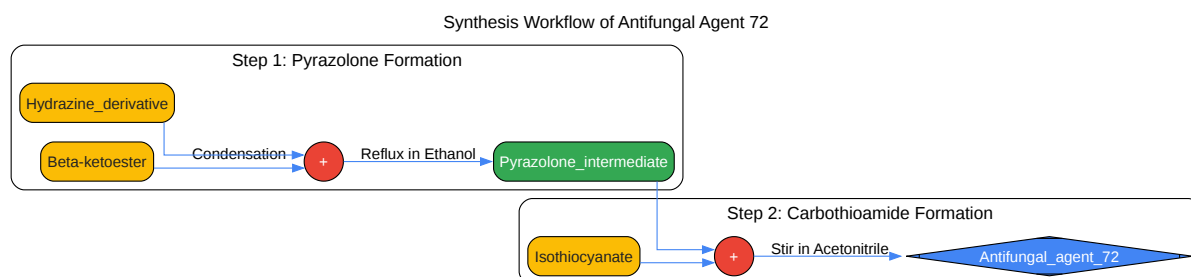 Synthesis Workflow of Antifungal Agent 72
Step 1: Pyrazolone Formation
Hydrazine_derivative
Beta-ketoester
Condensation
+
Reflux in Ethanol
Pyrazolone_intermediate
Step 2: Carbothioamide Formation
Isothiocyanate
+
Stir in Acetonitrile
Antifungal_agent_72